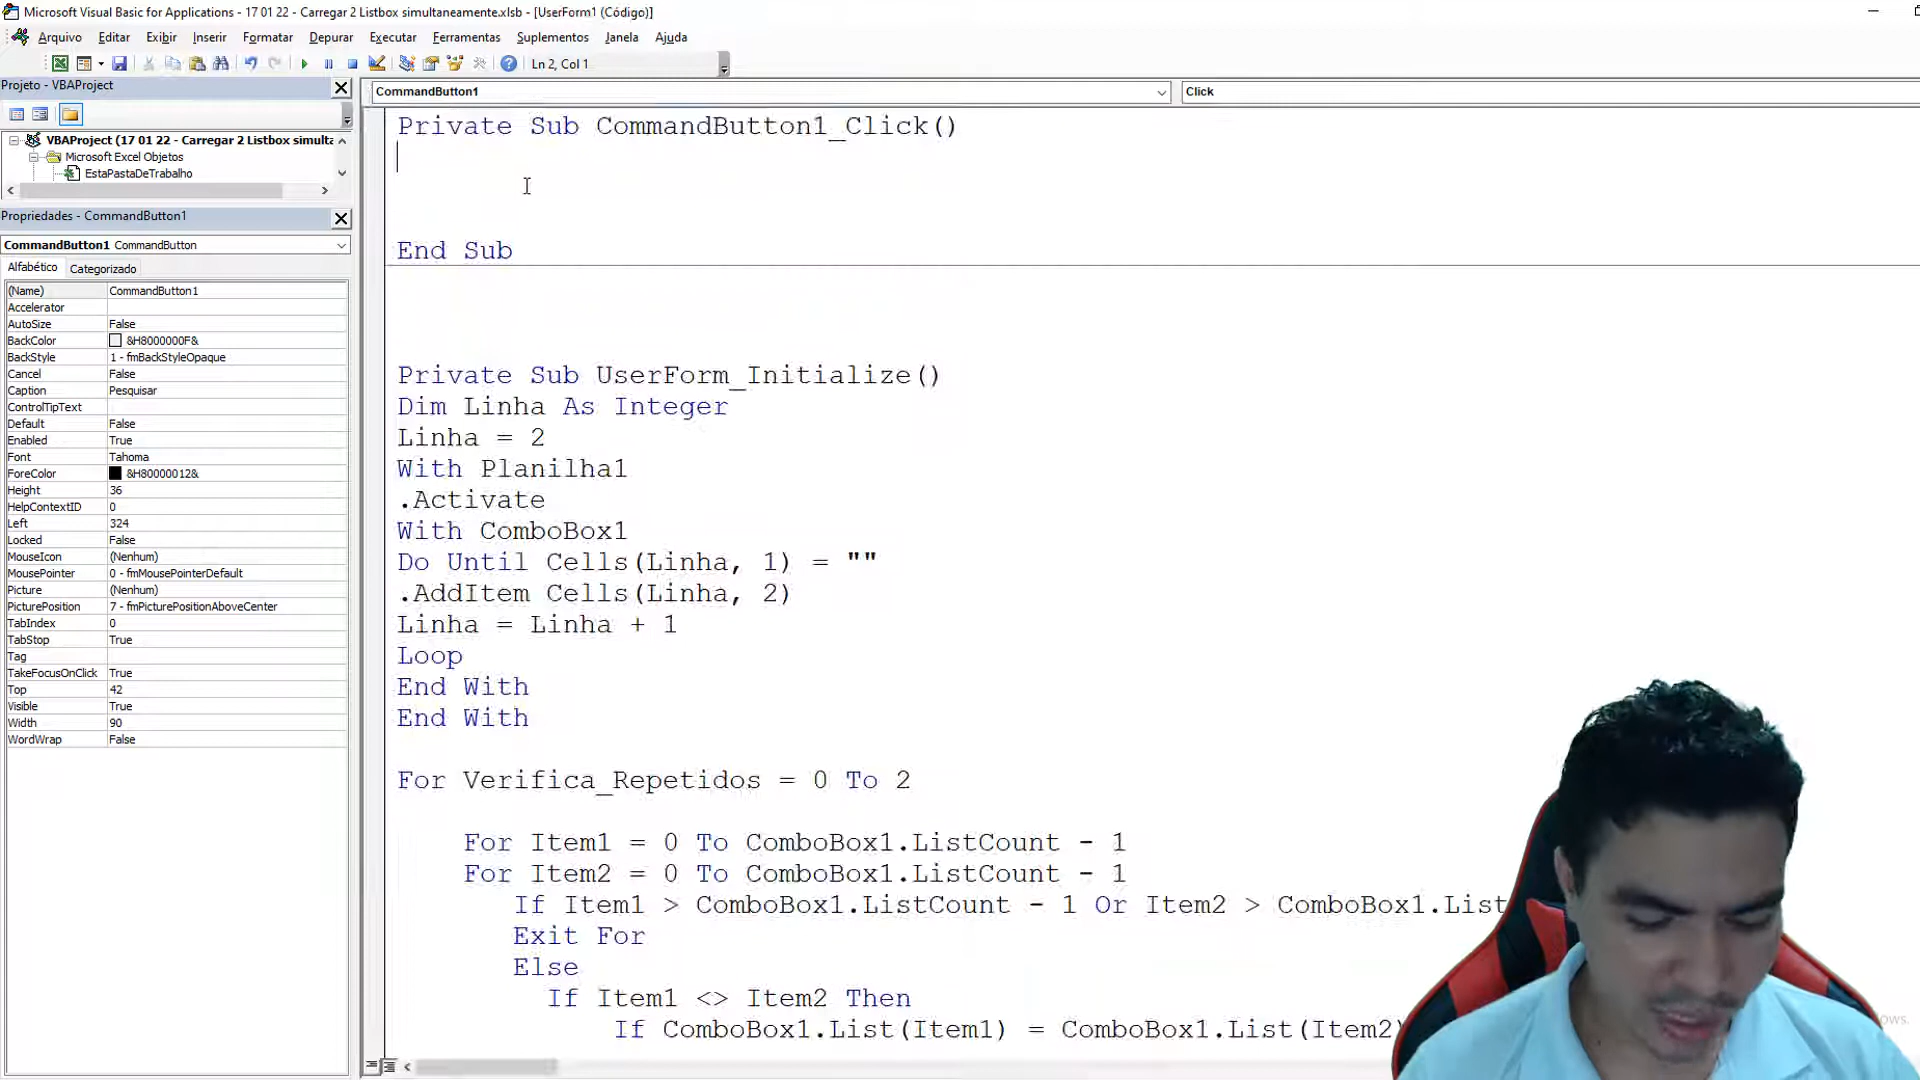 Microsoft Visual Basic for Applications - 17 01 22 - Carregar 2 Listbox simultaneamente.xlsb - [UserForm1 (Código)]
Arquivo Editar Exibir Inserir Formatar Depurar Executar Ferramentas Suplementos Janela Ajuda
Ln 2, Col 1
Projeto - VBAProject
VBAProject (17 01 22 - Carregar 2 Listbox simulta
Microsoft Excel Objetos
EstaPastaDeTrabalho
Propriedades - CommandButton1
CommandButton1 CommandButton
Alfabético Categorizado
(Name) CommandButton1
Accelerator
AutoSize False
BackColor &H8000000F&
BackStyle 1 - fmBackStyleOpaque
Cancel False
Caption Pesquisar
ControlTipText
Default False
Enabled True
Font Tahoma
ForeColor &H80000012&
Height 36
HelpContextID 0
Left 324
Locked False
MouseIcon (Nenhum)
MousePointer 0 - fmMousePointerDefault
Picture (Nenhum)
PicturePosition 7 - fmPicturePositionAboveCenter
TabIndex 0
TabStop True
Tag
TakeFocusOnClick True
Top 42
Visible True
Width 90
WordWrap False
CommandButton1 Click
Private Sub CommandButton1_Click()
End Sub
Private Sub UserForm_Initialize()
Dim Linha As Integer
Linha = 2
With Planilha1
.Activate
With ComboBox1
Do Until Cells(Linha, 1) = ""
.AddItem Cells(Linha, 2)
Linha = Linha + 1
Loop
End With
End With
For Verifica_Repetidos = 0 To 2
For Item1 = 0 To ComboBox1.ListCount - 1
For Item2 = 0 To ComboBox1.ListCount - 1
If Item1 > ComboBox1.ListCount - 1 Or Item2 > ComboBox1.List
Exit For
Else
If Item1 <> Item2 Then
If ComboBox1.List(Item1) = ComboBox1.List(Item2)